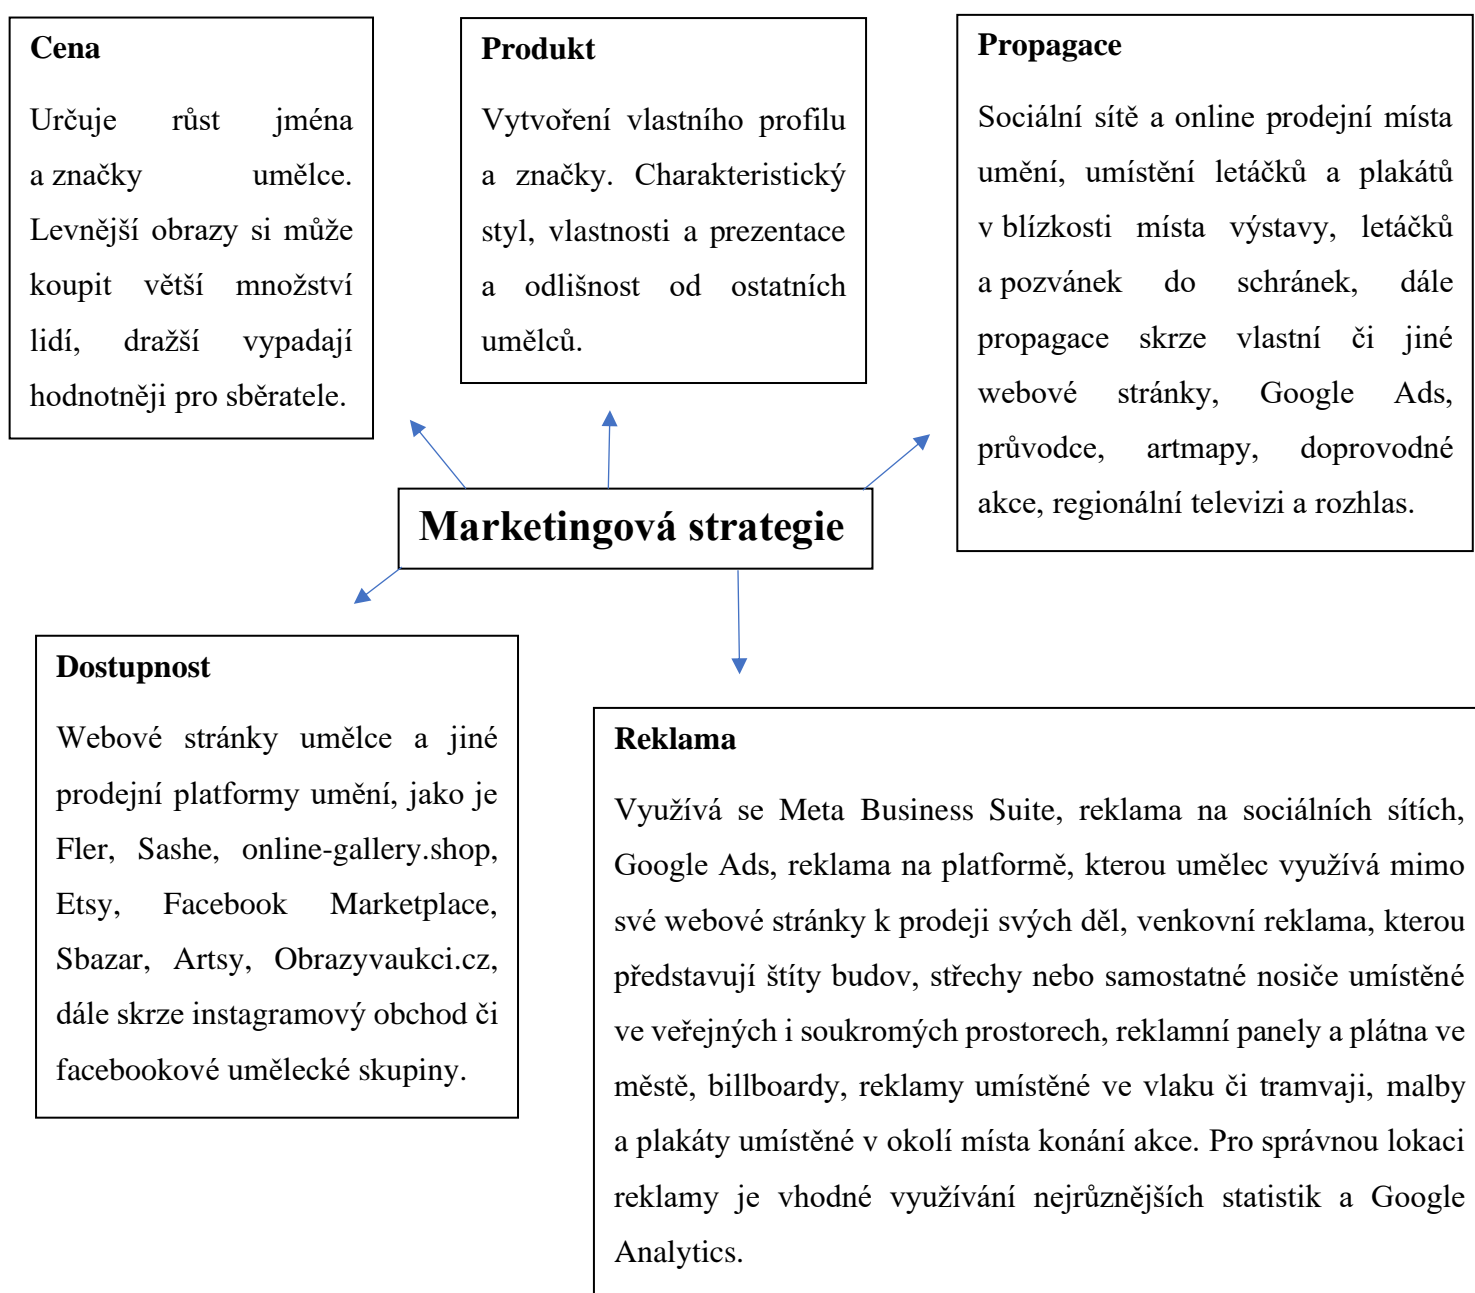 Cena
Určuje růst jména
a značky umělce.
Levnější obrazy si může
koupit větší množství
lidí, dražší vypadají
hodnotněji pro sběratele.
Produkt
Vytvoření vlastního profilu
a značky. Charakteristický
styl, vlastnosti a prezentace
a odlišnost od ostatních
umělců.
Propagace
Sociální sítě a online prodejní místa
umění, umístění letáčků a plakátů
v blízkosti místa výstavy, letáčků
a pozvánek do schránek, dále
propagace skrze vlastní či jiné
webové stránky, Google Ads,
průvodce, artmapy, doprovodné
akce, regionální televizi a rozhlas.
Marketingová strategie
Dostupnost
Webové stránky umělce a jiné
prodejní platformy umění, jako je
Fler, Sashe, online-gallery.shop,
Etsy, Facebook Marketplace,
Sbazar, Artsy, Obrazyvaukci.cz,
dále skrze instagramový obchod či
facebookové umělecké skupiny.
Reklama
Využívá se Meta Business Suite, reklama na sociálních sítích,
Google Ads, reklama na platformě, kterou umělec využívá mimo
své webové stránky k prodeji svých děl, venkovní reklama, kterou
představují štíty budov, střechy nebo samostatné nosiče umístěné
ve veřejných i soukromých prostorech, reklamní panely a plátna ve
městě, billboardy, reklamy umístěné ve vlaku či tramvaji, malby
a plakáty umístěné v okolí místa konání akce. Pro správnou lokaci
reklamy je vhodné využívání nejrůznějších statistik a Google
Analytics.